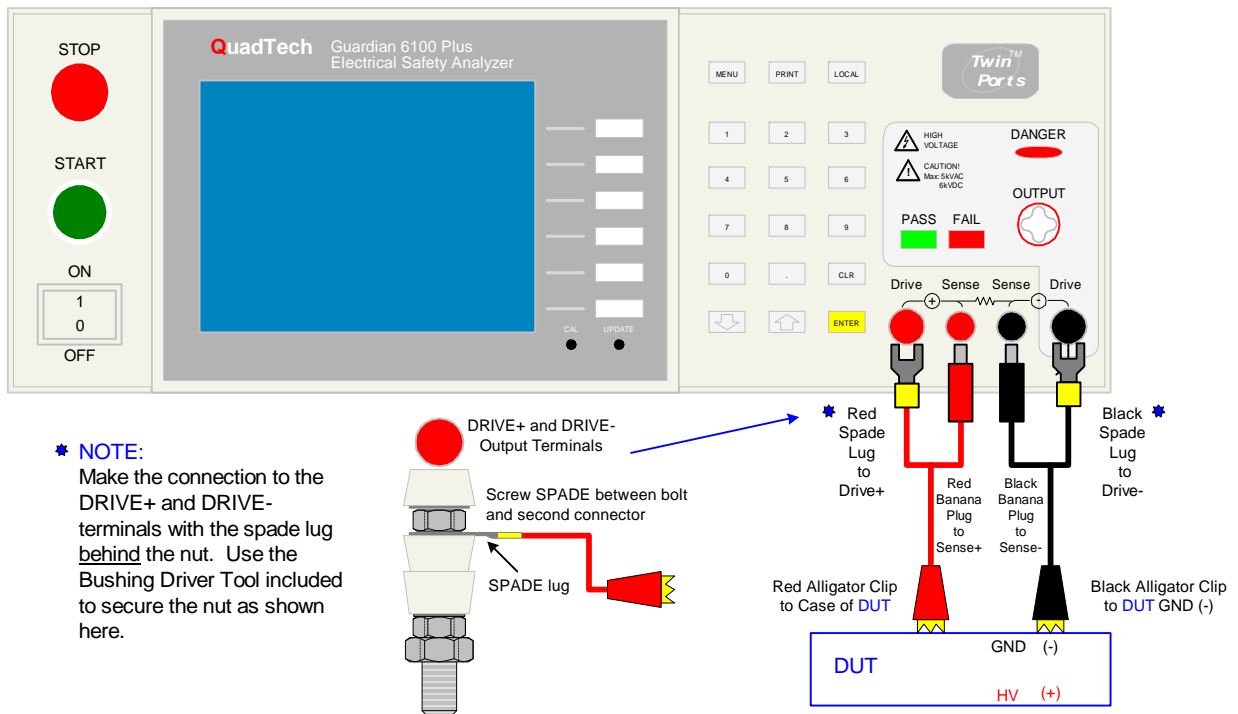 STOP
START
ON
1
0
OFF
QuadTech
Guardian 6100 Plus
Electrical Safety Analyzer
CAL
UPDATE
MENU
PRINT
LOCAL
1
2
3
4
5
6
7
8
9
0
.
CLR
ENTER
Twin TM
Ports
HIGH
VOLTAGE
CAUTION!
Max: 5kVAC
6kVDC
DANGER
OUTPUT
PASS
FAIL
Drive
Sense
Sense
Drive
+
-
NOTE:
Make the connection to the
DRIVE+ and DRIVE-
terminals with the spade lug
behind the nut. Use the
Bushing Driver Tool included
to secure the nut as shown
here.
DRIVE+ and DRIVE-
Output Terminals
Screw SPADE between bolt
and second connector
SPADE lug
Red
Spade
Lug
to
Drive+
Red
Banana
Plug
to
Sense+
Black
Banana
Plug
to
Sense-
Black
Spade
Lug
to
Drive-
Red Alligator Clip
to Case of DUT
Black Alligator Clip
to DUT GND (-)
DUT
GND (-)
HV (+)